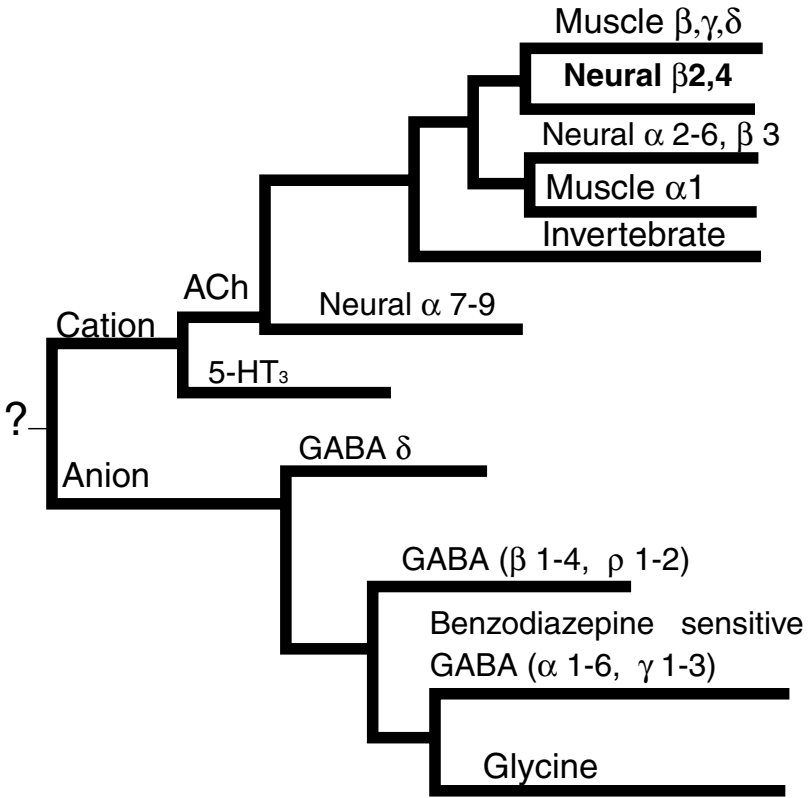 Muscle β,γ,δ
Neural β2,4
Neural α 2-6, β 3
Muscle α1
Invertebrate
ACh
Neural α 7-9
Cation
5-HT₃
?
GABA δ
Anion
GABA (β 1-4, ρ 1-2)
Benzodiazepine sensitive
GABA (α 1-6, γ 1-3)
Glycine